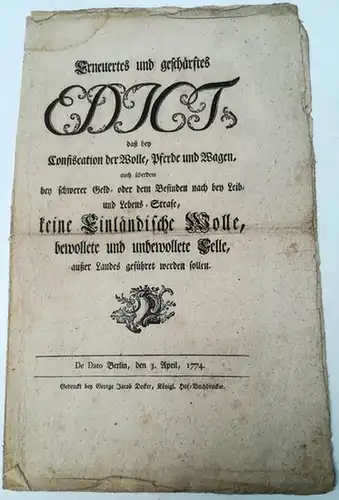 Erneuertes und geschärftes
EDICT,
daß bey
Confiscation der Wolle, Pferde und Wagen,
auch überdem
bey schwerer Geld- oder dem Befinden nach bey Leib-
und Lebens-Strafe,
keine Einländische Wolle,
bewollete und unbewollete Felle,
außer Landes geführet werden sollen.
De Dato Berlin, den 3. April, 1774.
Gedruckt bey George Jacob Decker, Königl. Hof-Buchdrucker.